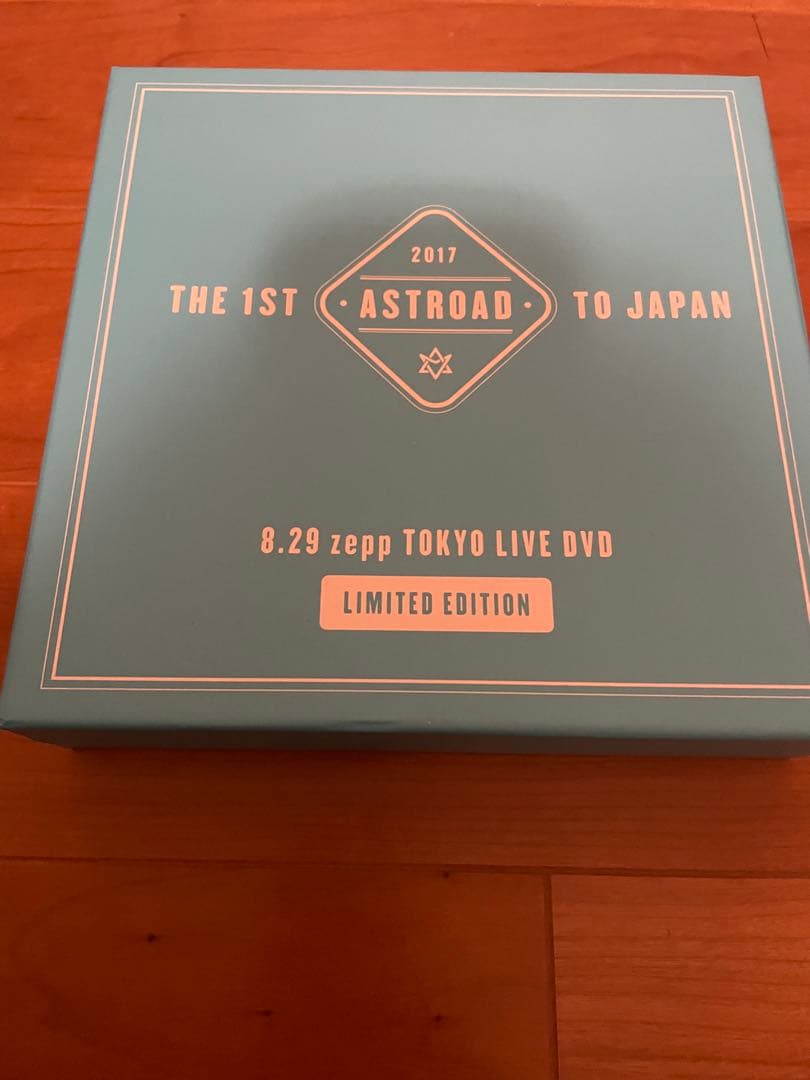 2017
THE 1ST · ASTROAD · TO JAPAN
8.29 zepp TOKYO LIVE DVD
LIMITED EDITION